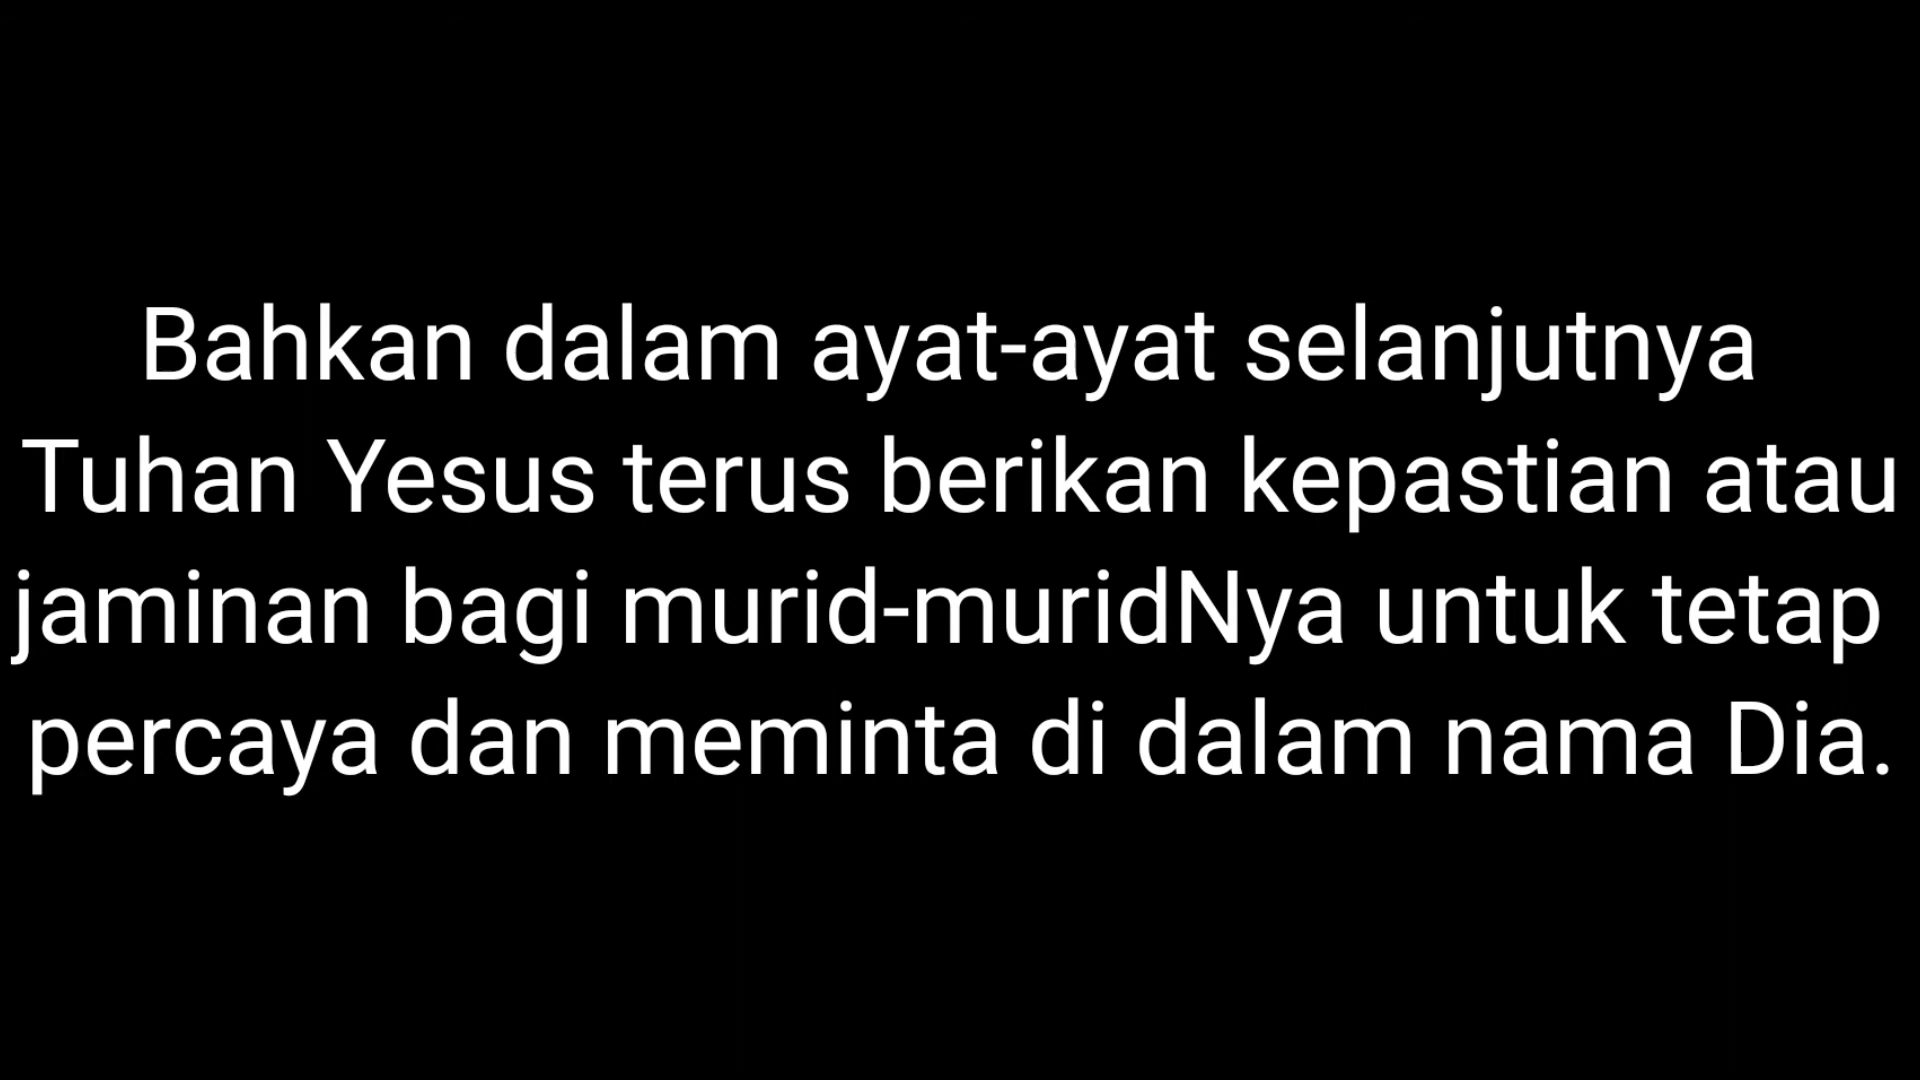 Bahkan dalam ayat-ayat selanjutnya
Tuhan Yesus terus berikan kepastian atau
jaminan bagi murid-muridNya untuk tetap
percaya dan meminta di dalam nama Dia.